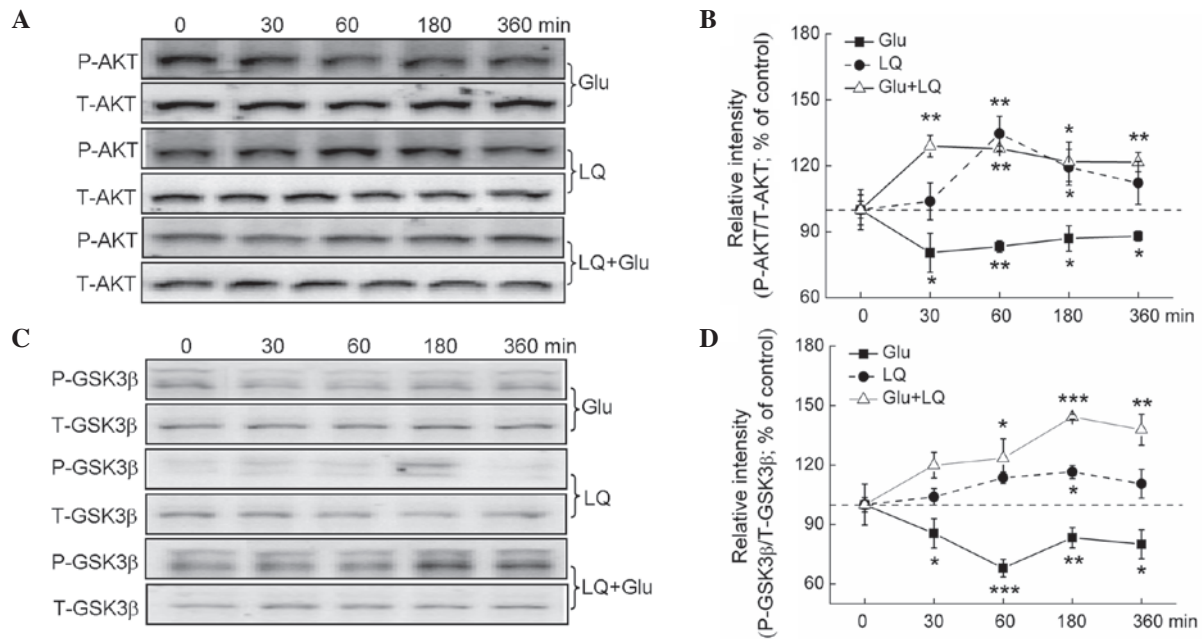 A
0 30 60 180 360 min
P-AKT
T-AKT
Glu
P-AKT
T-AKT
LQ
P-AKT
T-AKT
LQ+Glu
B
Relative intensity
(P-AKT/T-AKT; % of control)
180
150
120
90
60
Glu
LQ
Glu+LQ
** ** * **
** *
* ** * *
0 30 60 180 360 min
C
0 30 60 180 360 min
P-GSK3β
T-GSK3β
Glu
P-GSK3β
T-GSK3β
LQ
P-GSK3β
T-GSK3β
LQ+Glu
D
Relative intensity
(P-GSK3β/T-GSK3β; % of control)
180
150
120
90
60
Glu
LQ
Glu+LQ
* *** **
*
* *** ** *
0 30 60 180 360 min